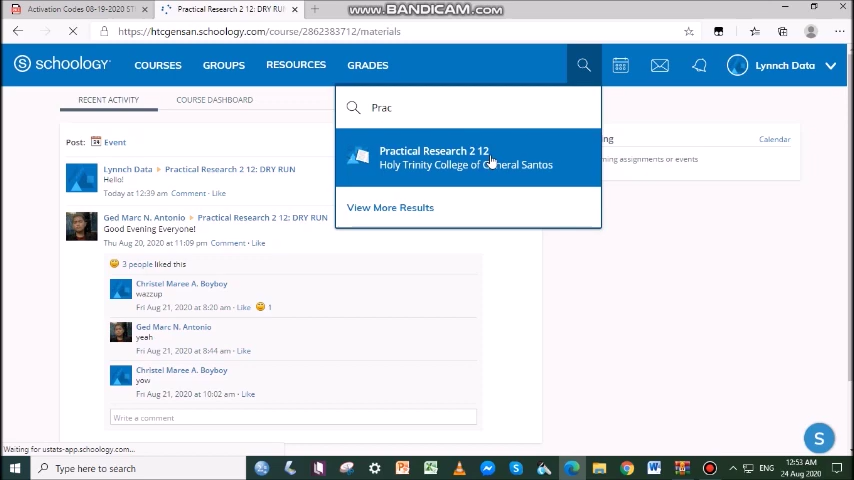 www.BANDICAM.com
Activation Codes 08-19-2020 ST
Practical Research 2 12: DRY RUN
https://htcgensan.schoology.com/course/2862383712/materials
S schoology
COURSES GROUPS RESOURCES GRADES Lynnch Data
Prac
Practical Research 2 12
Holy Trinity College of General Santos
View More Results
RECENT ACTIVITY COURSE DASHBOARD
Post: Event
Calendar
ming assignments or events
Lynnch Data Practical Research 2 12: DRY RUN
Hello!
Today at 12:39 am · Comment · Like
Ged Marc N. Antonio Practical Research 2 12: DRY RUN
Good Evening Everyone!
Thu Aug 20, 2020 at 11:09 pm · Comment · Like
3 people liked this
Christel Maree A. Boyboy
wazzup
Fri Aug 21, 2020 at 8:20 am · Like 1
Ged Marc N. Antonio
yeah
Fri Aug 21, 2020 at 8:44 am · Like
Christel Maree A. Boyboy
yow
Fri Aug 21, 2020 at 10:02 am · Like
Write a comment
S
Waiting for ustats-app.schoology.com...
Type here to search
ENG
12:53 AM
24 Aug 2020